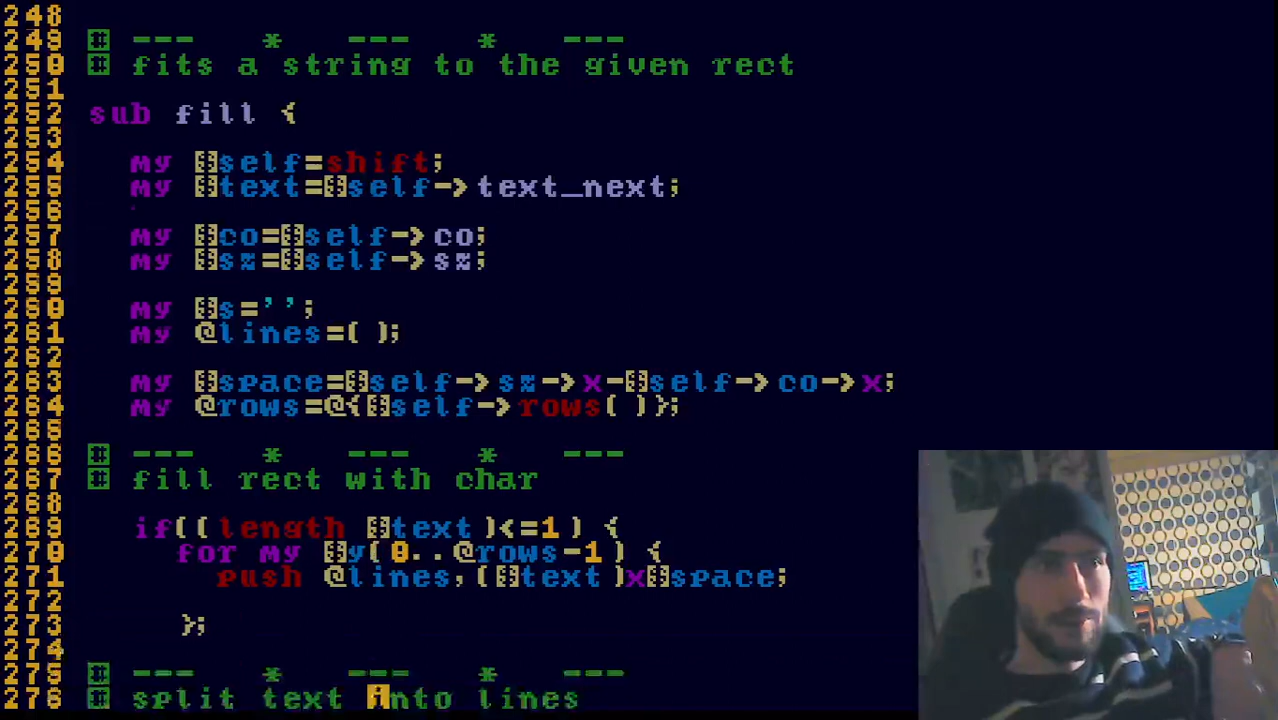 248
249 # --- * --- * ---
250 # fits a string to the given rect
251
252 sub fill {
253
254 my $self=shift;
255 my $text=$self->text_next;
256
257 my $co=$self->co;
258 my $sz=$self->sz;
259
260 my $s='';
261 my @lines=();
262
263 my $space=$self->sz->x-$self->co->x;
264 my @rows=@{$self->rows()};
265
266 # --- * --- * ---
267 # fill rect with char
268
269 if((length $text)<=1) {
270 for my $y(0..@rows-1) {
271 push @lines,($text)x$space;
272
273 };
274
275 # --- * --- * ---
276 # split text into lines